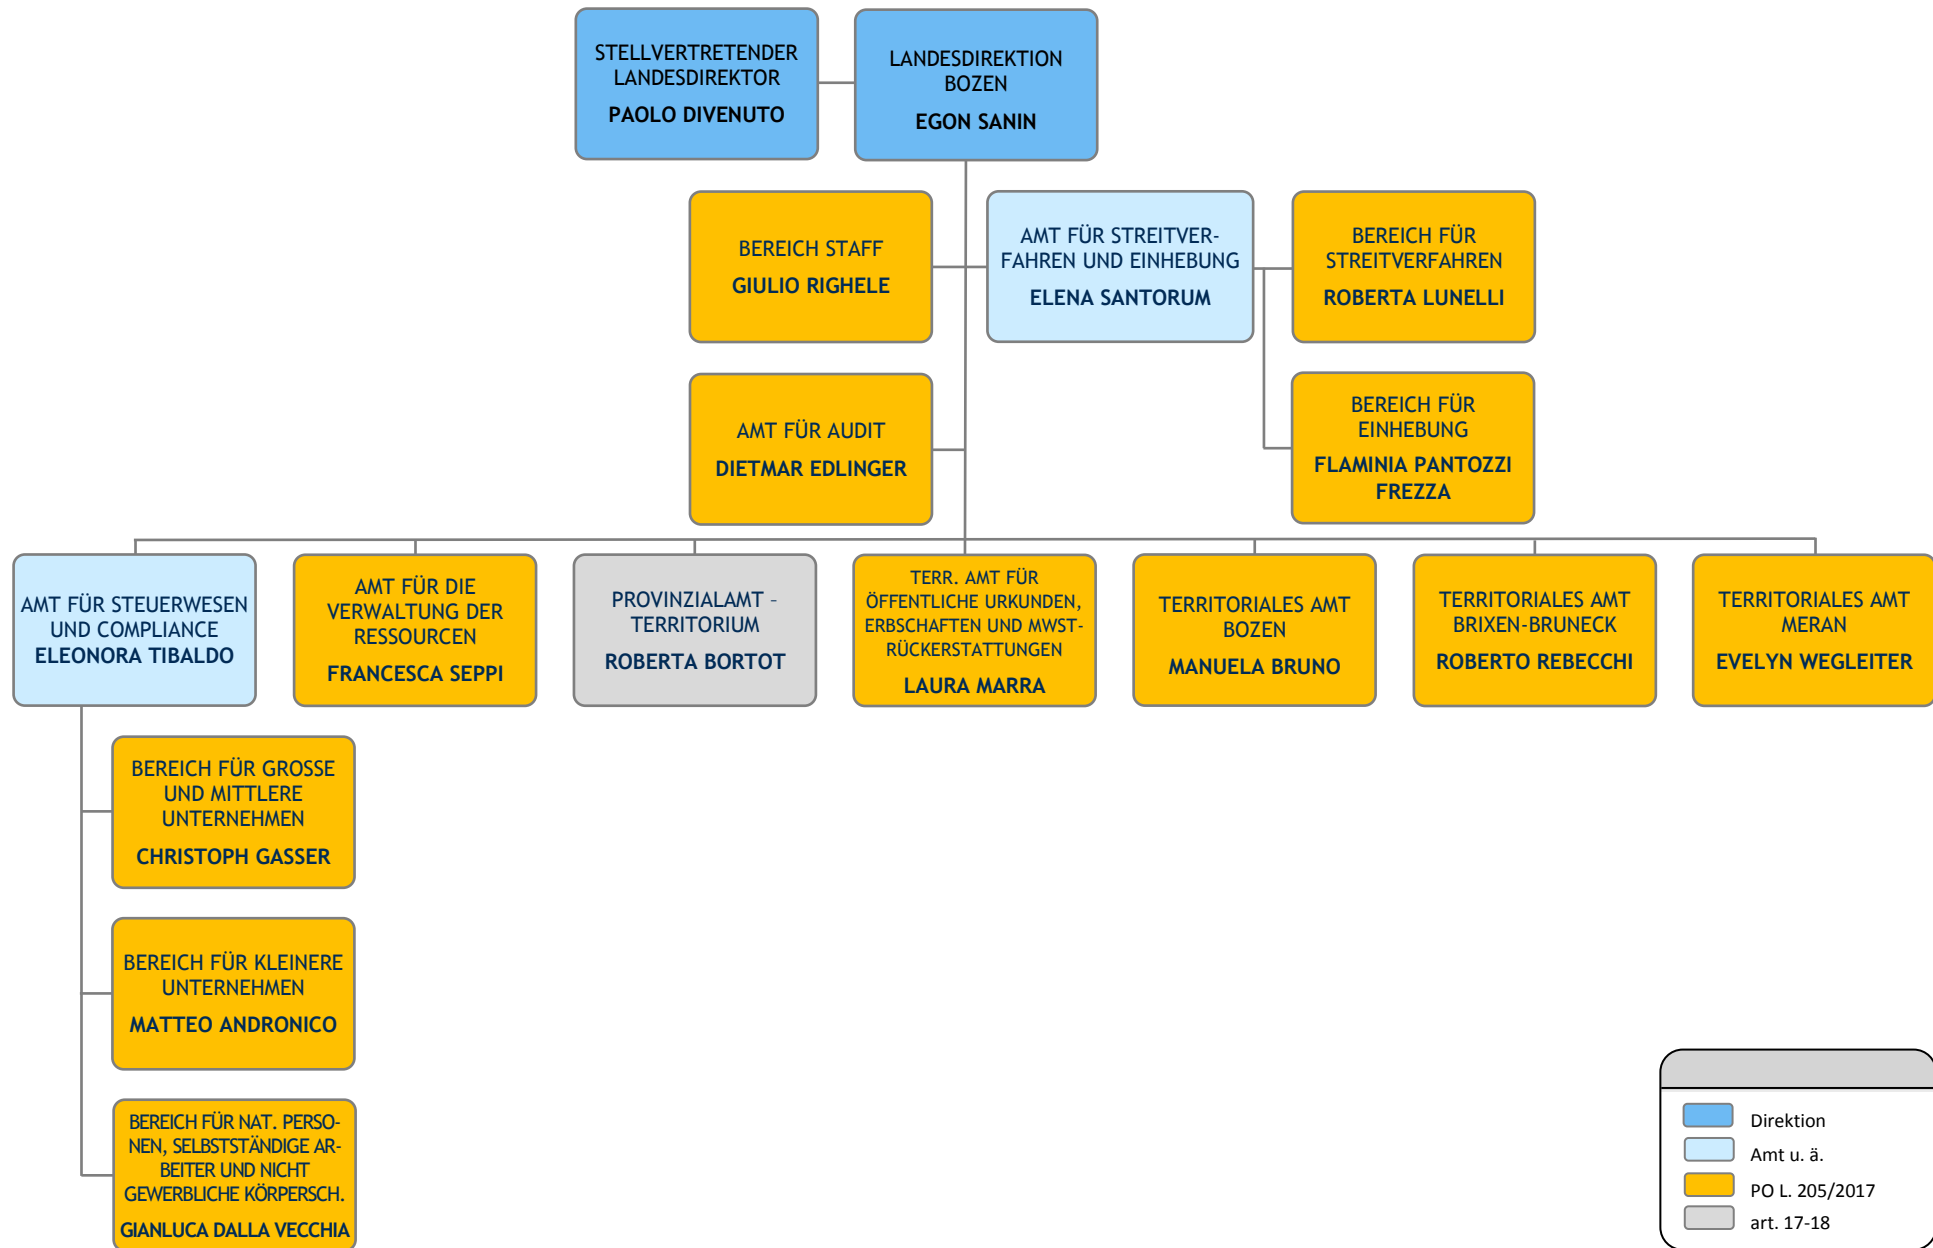 STELLVERTRETENDER
LANDESDIREKTOR
PAOLO DIVENUTO
LANDESDIREKTION
BOZEN
EGON SANIN
BEREICH STAFF
GIULIO RIGHELE
AMT FÜR STREITVER-
FAHREN UND EINHEBUNG
ELENA SANTORUM
BEREICH FÜR
STREITVERFAHREN
ROBERTA LUNELLI
AMT FÜR AUDIT
DIETMAR EDLINGER
BEREICH FÜR
EINHEBUNG
FLAMINIA PANTOZZI
FREZZA
AMT FÜR STEUERWESEN
UND COMPLIANCE
ELEONORA TIBALDO
AMT FÜR DIE
VERWALTUNG DER
RESSOURCEN
FRANCESCA SEPPI
PROVINZIALAMT –
TERRITORIUM
ROBERTA BORTOT
TERR. AMT FÜR
ÖFFENTLICHE URKUNDEN,
ERBSCHAFTEN UND MWST-
RÜCKERSTATTUNGEN
LAURA MARRA
TERRITORIALES AMT
BOZEN
MANUELA BRUNO
TERRITORIALES AMT
BRIXEN-BRUNECK
ROBERTO REBECCHI
TERRITORIALES AMT
MERAN
EVELYN WEGLEITER
BEREICH FÜR GROSSE
UND MITTLERE
UNTERNEHMEN
CHRISTOPH GASSER
BEREICH FÜR KLEINERE
UNTERNEHMEN
MATTEO ANDRONICO
BEREICH FÜR NAT. PERSO-
NEN, SELBSTSTÄNDIGE AR-
BEITER UND NICHT
GEWERBLICHE KÖRPERSCH.
GIANLUCA DALLA VECCHIA
Direktion
Amt u. ä.
PO L. 205/2017
art. 17-18